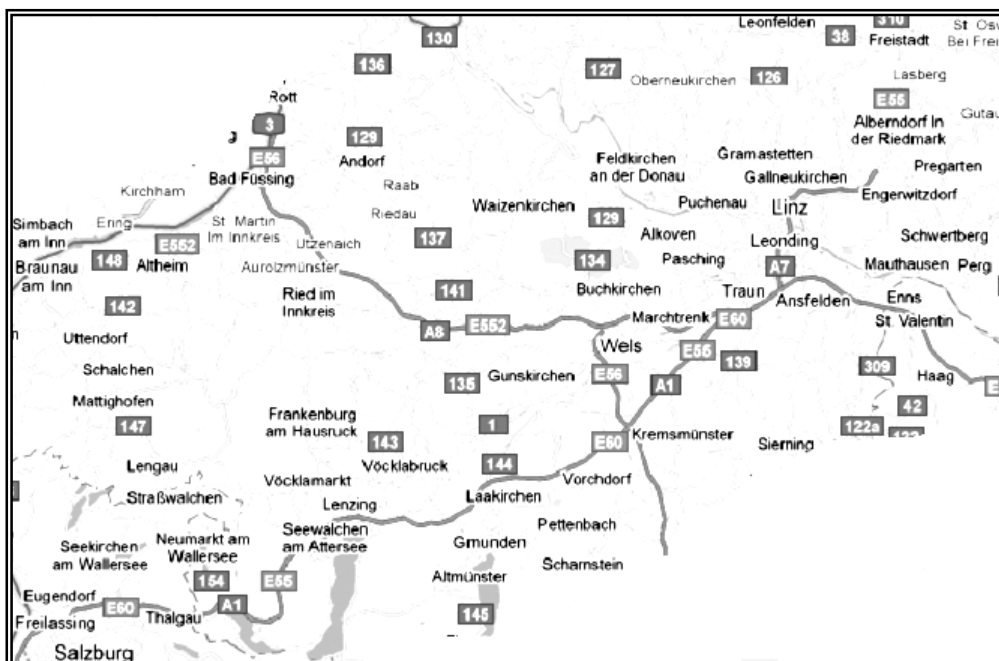 Leonfelden
310
St Osw
130
38
Freistadt
Bei Frei
136
127
Oberneukirchen
126
Lasberg
Rott
E55
Gutau
3
129
Alberndorf In
der Riedmark
E56
Andorf
Feldkirchen
an der Donau
Gramastetten
Pregarten
Bad Füssing
Raab
Gallneukirchen
Kirchham
Engerwitzdorf
Simbach
am Inn
Ering
St Martin
Im Innkreis
Riedau
Waizenkirchen
129
Puchenau
Linz
E552
Utzenaich
137
Alkoven
Leonding
Schwertberg
Braunau
am Inn
148
Altheim
Aurolzmünster
134
Pasching
A7
Mauthausen
Perg
142
Ried im
Innkreis
141
Buchkirchen
Traun
Ansfelden
Enns
Uttendorf
A8
E552
Marchtrenk
E60
St Valentin
Wels
E55
139
309
Schalchen
135
Gunskirchen
E56
A1
Haag
Mattighofen
42
147
Frankenburg
am Hausruck
143
1
E60
Kremsmünster
Sierning
122a
Lengau
Vöcklabruck
144
Vorchdorf
Straßwalchen
Vöcklamarkt
Lenzing
Laakirchen
Seekirchen
am Wallersee
Neumarkt am
Wallersee
Seewalchen
am Attersee
Gmunden
Pettenbach
Scharnstein
154
E55
Altmünster
Eugendorf
E60
A1
145
Freilassing
Thalgau
Salzburg